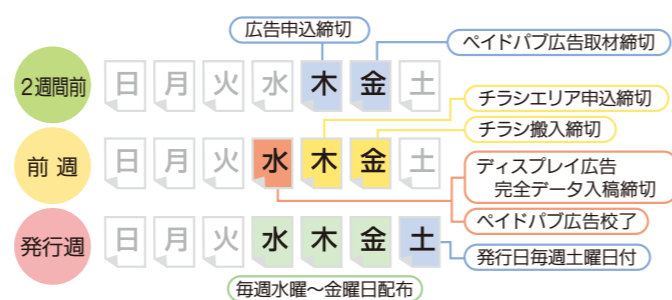 広告申込締切
ペイドパブ広告取材締切
2週間前 日 月 火 水 木 金 土
チラシエリア申込締切
チラシ搬入締切
前週 日 月 火 水 木 金 土
ディスプレイ広告
完全データ入稿締切
ペイドパブ広告校了
発行週 日 月 火 水 木 金 土
発行日毎週土曜日付
毎週水曜～金曜日配布